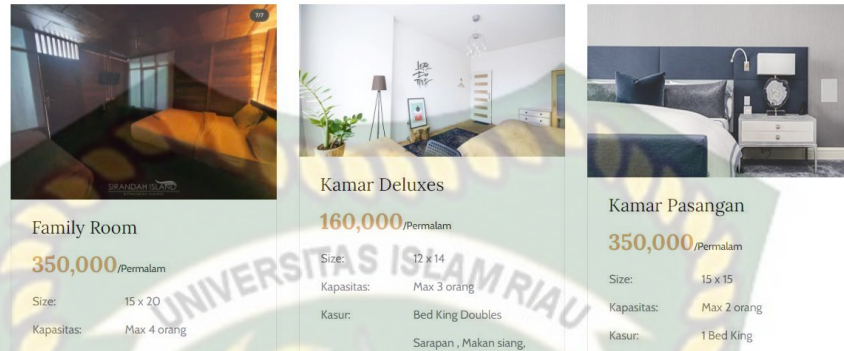 7/7
SIRANDAH ISLAND
Family Room
350,000/Permalam
Size: 15 x 20
Kapasitas: Max 4 orang
Kamar Deluxes
160,000/Permalam
Size: 12 x 14
Kapasitas: Max 3 orang
Kasur: Bed King Doubles
Sarapan , Makan siang,
Kamar Pasangan
350,000/Permalam
Size: 15 x 15
Kapasitas: Max 2 orang
Kasur: 1 Bed King
UNIVERSITAS ISLAM RIAU